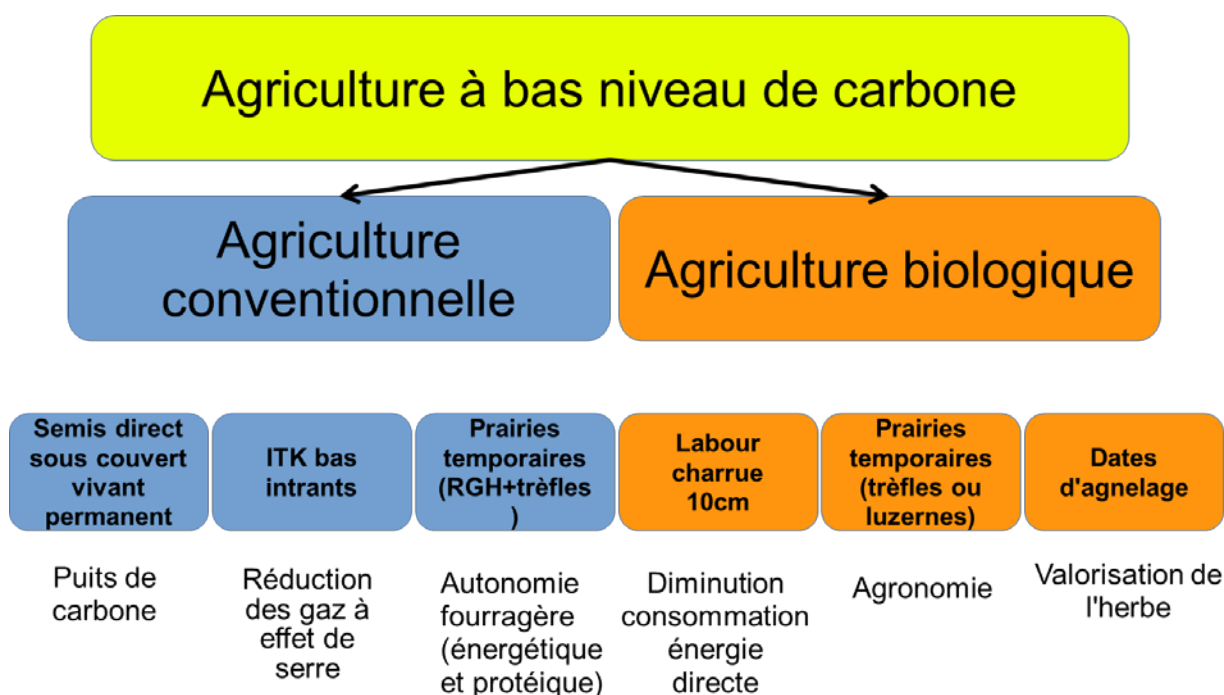 Agriculture à bas niveau de carbone
Agriculture
conventionnelle
Agriculture biologique
Semis direct
sous couvert
vivant
permanent
ITK bas
intrants
Prairies
temporaires
(RGH+trèfles
)
Labour
charrue
10cm
Prairies
temporaires
(trèfles ou
luzernes)
Dates
d'agnelage
Puits de
carbone
Réduction
des gaz à
effet de
serre
Autonomie
fourragère
(énergétique
et protéique)
Diminution
consommation
énergie
directe
Agronomie
Valorisation de
l'herbe